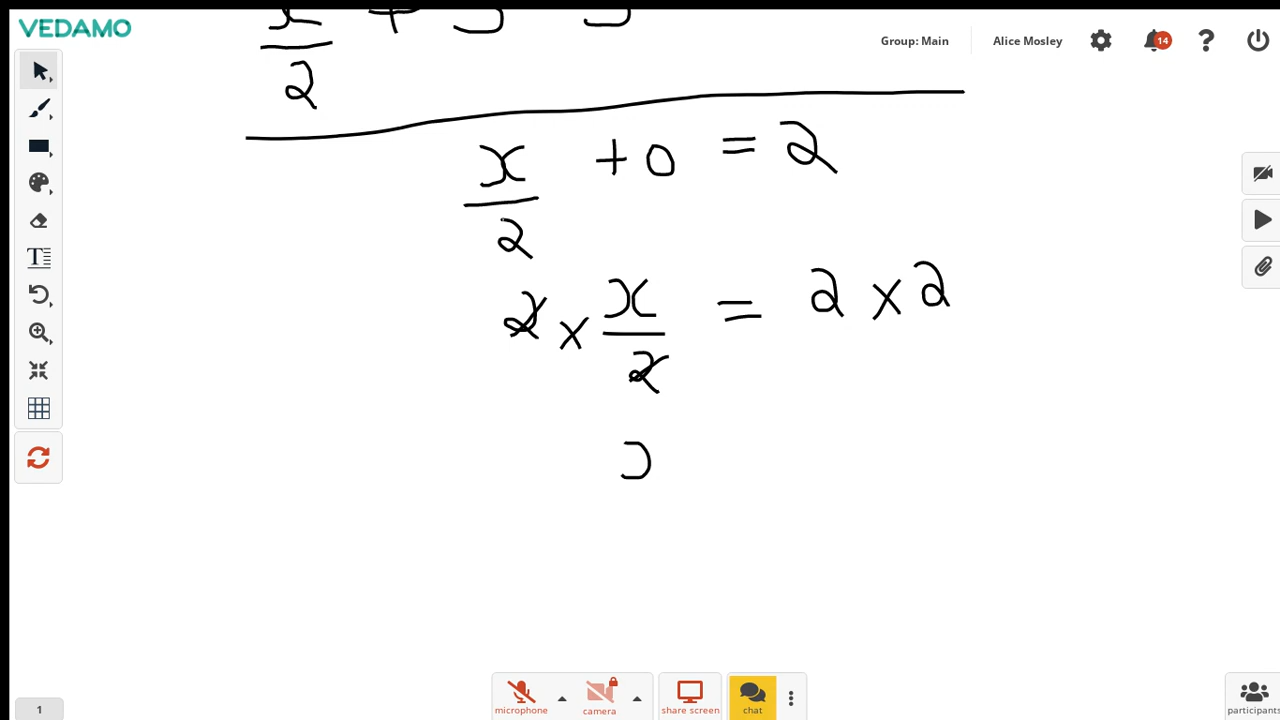 VEDAMO
Group: Main
Alice Mosley
14
x/2 +
x/2 + 0 = 2
2 × x/2 = 2 × 2
1
microphone
camera
share screen
chat
participants